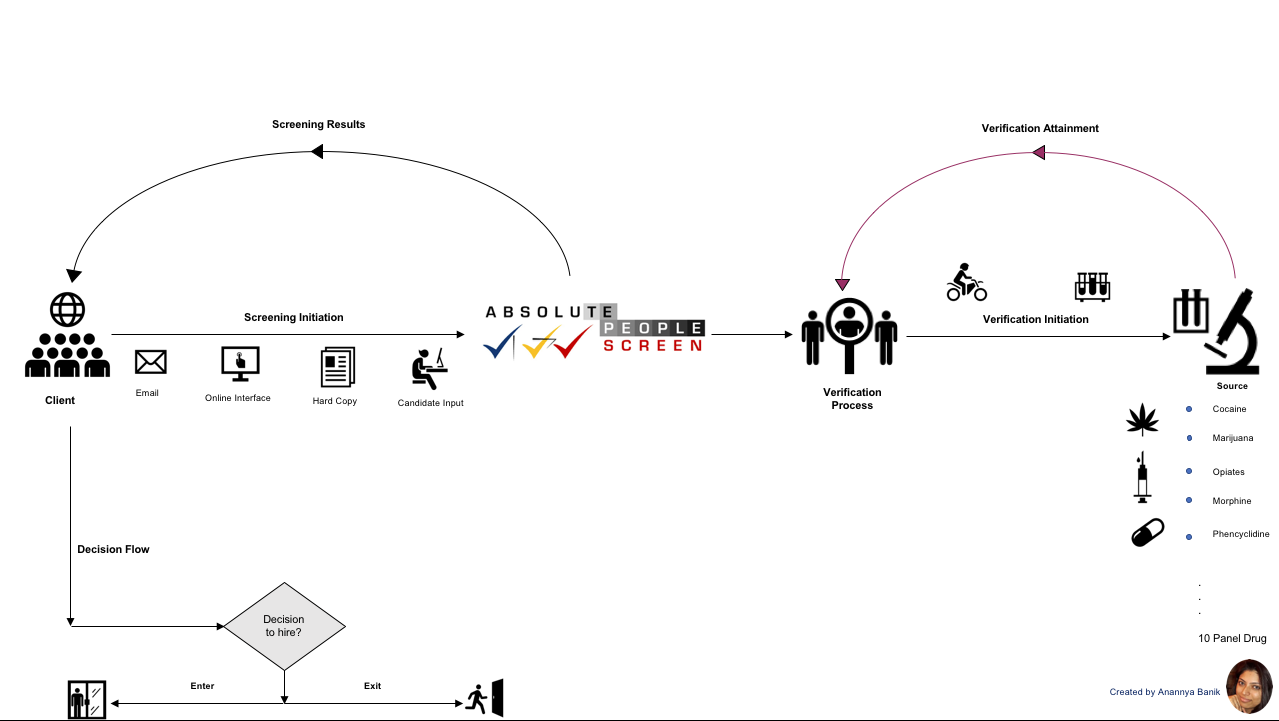 Screening Results
Verification Attainment
Screening Initiation
ABSOLUTE
PEOPLE
SCREEN
Verification Initiation
Email
Online Interface
Hard Copy
Candidate Input
Client
Verification
Process
Source
Cocaine
Marijuana
Opiates
Morphine
Phencyclidine
.
.
.
10 Panel Drug
Decision Flow
Decision
to hire?
Enter
Exit
Created by Anannya Banik